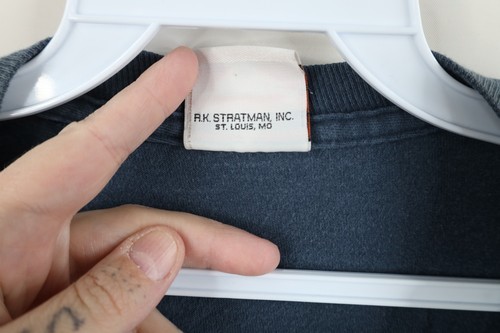 R.K. STRATMAN, INC.
ST. LOUIS, MO